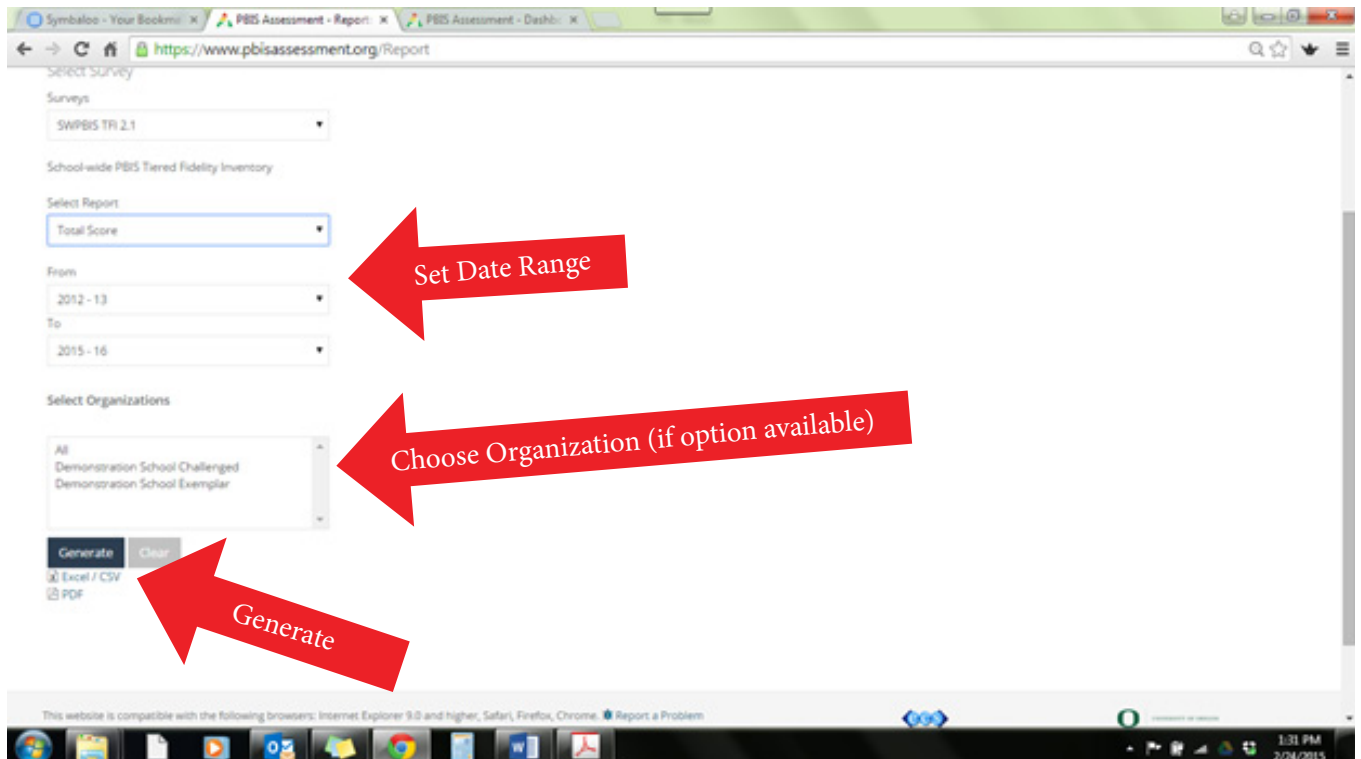 Symbaloo - Your Bookm
PBIS Assessment - Report
PBIS Assessment - Dashb
https://www.pbisassessment.org/Report
Select Survey
Surveys
SWPBIS TFI 2.1
School-wide PBIS Tiered Fidelity Inventory
Select Report
Total Score
Set Date Range
From
2012 - 13
To
2015 - 16
Select Organizations
Choose Organization (if option available)
All
Demonstration School Challenged
Demonstration School Exemplar
Generate Clear
Excel / CSV
PDF
Generate
This website is compatible with the following browsers: Internet Explorer 9.0 and higher, Safari, Firefox, Chrome. Report a Problem
1:31 PM
2/24/2015